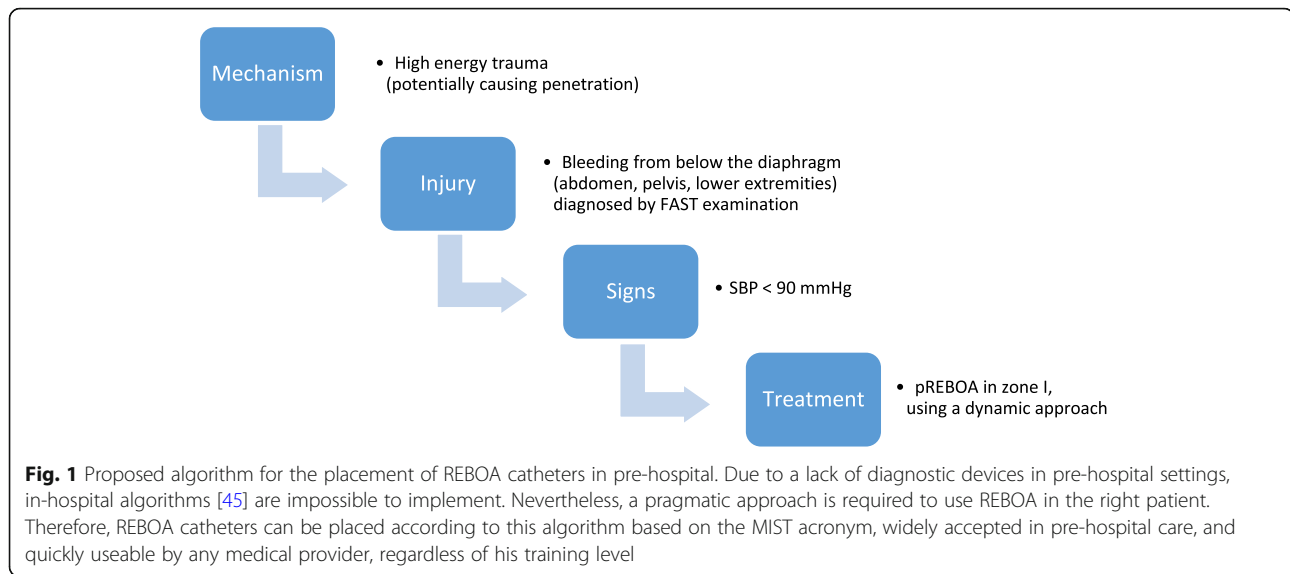 Mechanism
• High energy trauma
(potentially causing penetration)
Injury
• Bleeding from below the diaphragm
(abdomen, pelvis, lower extremities)
diagnosed by FAST examination
Signs
• SBP < 90 mmHg
Treatment
• pREBOA in zone I,
using a dynamic approach
Fig. 1 Proposed algorithm for the placement of REBOA catheters in pre-hospital. Due to a lack of diagnostic devices in pre-hospital settings,
in-hospital algorithms [45] are impossible to implement. Nevertheless, a pragmatic approach is required to use REBOA in the right patient.
Therefore, REBOA catheters can be placed according to this algorithm based on the MIST acronym, widely accepted in pre-hospital care, and
quickly useable by any medical provider, regardless of his training level